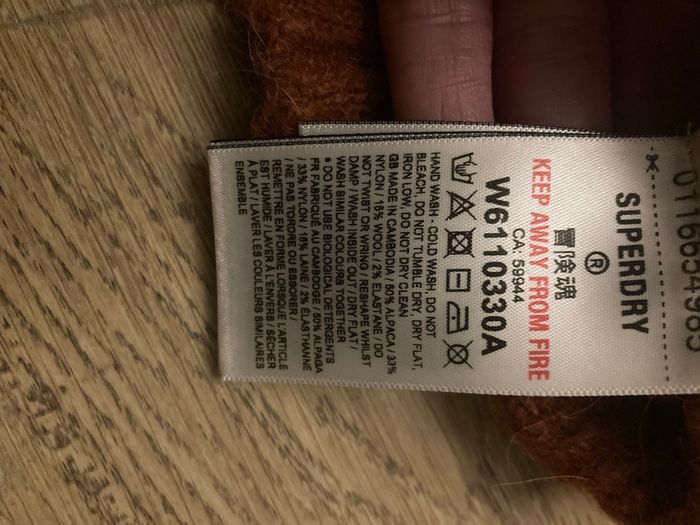 0116654985
SUPERDRY
®
冒険魂
KEEP AWAY FROM FIRE
CA: 59944
W6110330A
HAND WASH - COLD WASH, DO NOT
BLEACH, DO NOT TUMBLE DRY, DRY FLAT,
IRON LOW, DO NOT DRY CLEAN
GB MADE IN CAMBODIA / 50% ALPACA / 33%
NYLON / 15% WOOL / 2% ELASTANE / DO
NOT TWIST OR WRING / RESHAPE WHILST
DAMP / WASH INSIDE OUT / DRY FLAT /
WASH SIMILAR COLOURS TOGETHER
• DO NOT USE BIOLOGICAL DETERGENTS
FR FABRIQUÉ AU CAMBODGE / 50% ALPAGA
/ 33% NYLON / 15% LAINE / 2% ÉLASTHANNE
/ NE PAS TORDRE OU ESSORER /
REMETTRE EN FORME LORSQUE L'ARTICLE
EST HUMIDE / LAVER À L'ENVERS / SÉCHER
À PLAT / LAVER LES COULEURS SIMILAIRES
ENSEMBLE